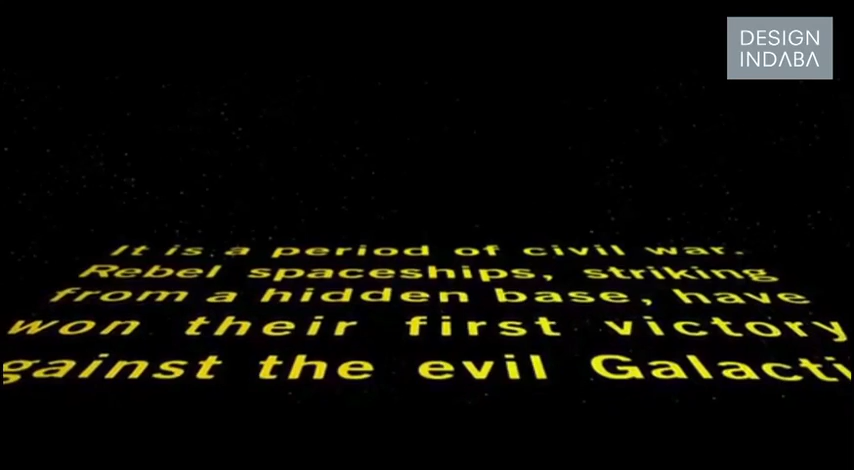 DESIGN
INDABA
It is a period of civil war.
Rebel spaceships, striking
from a hidden base, have
won their first victory
gainst the evil Galacti